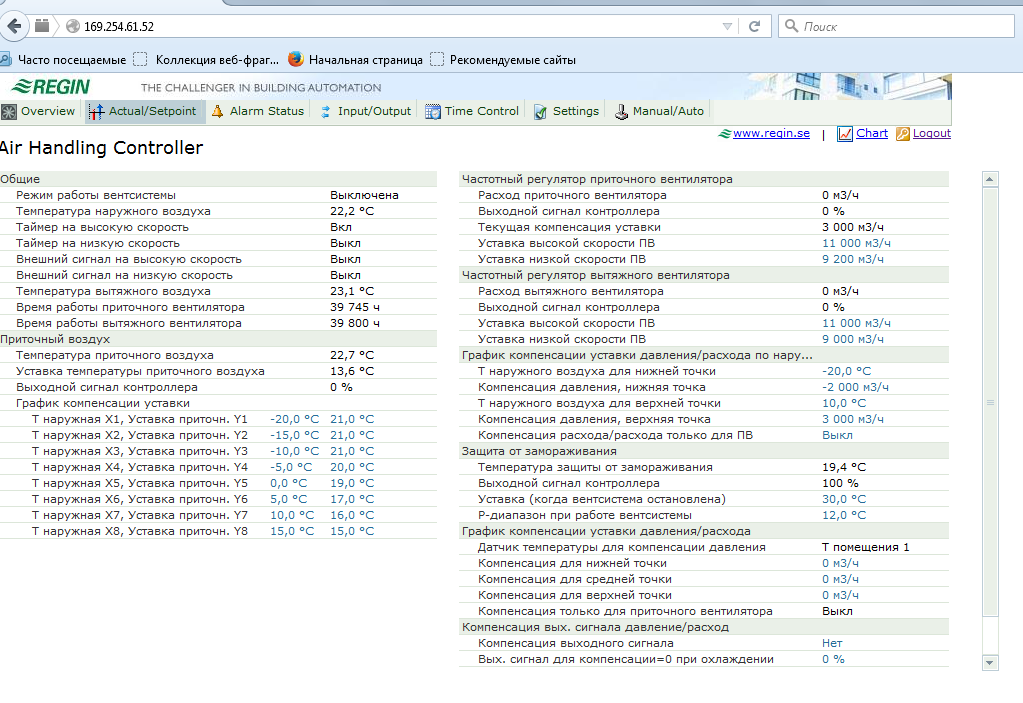 169.254.61.52
Поиск
Часто посещаемые Коллекция веб-фраг... Начальная страница Рекомендуемые сайты
REGIN THE CHALLENGER IN BUILDING AUTOMATION
Overview Actual/Setpoint Alarm Status Input/Output Time Control Settings Manual/Auto
www.regin.se | Chart Logout
Air Handling Controller
Общие
Режим работы вентсистемы Выключена
Температура наружного воздуха 22,2 °C
Таймер на высокую скорость Вкл
Таймер на низкую скорость Выкл
Внешний сигнал на высокую скорость Выкл
Внешний сигнал на низкую скорость Выкл
Температура вытяжного воздуха 23,1 °C
Время работы приточного вентилятора 39 745 ч
Время работы вытяжного вентилятора 39 800 ч
Приточный воздух
Температура приточного воздуха 22,7 °C
Уставка температуры приточного воздуха 13,6 °C
Выходной сигнал контроллера 0 %
График компенсации уставки
Т наружная X1, Уставка приточн. Y1 -20,0 °C 21,0 °C
Т наружная X2, Уставка приточн. Y2 -15,0 °C 21,0 °C
Т наружная X3, Уставка приточн. Y3 -10,0 °C 21,0 °C
Т наружная X4, Уставка приточн. Y4 -5,0 °C 20,0 °C
Т наружная X5, Уставка приточн. Y5 0,0 °C 19,0 °C
Т наружная X6, Уставка приточн. Y6 5,0 °C 17,0 °C
Т наружная X7, Уставка приточн. Y7 10,0 °C 16,0 °C
Т наружная X8, Уставка приточн. Y8 15,0 °C 15,0 °C
Частотный регулятор приточного вентилятора
Расход приточного вентилятора 0 м3/ч
Выходной сигнал контроллера 0 %
Текущая компенсация уставки 3 000 м3/ч
Уставка высокой скорости ПВ 11 000 м3/ч
Уставка низкой скорости ПВ 9 200 м3/ч
Частотный регулятор вытяжного вентилятора
Расход вытяжного вентилятора 0 м3/ч
Выходной сигнал контроллера 0 %
Уставка высокой скорости ПВ 11 000 м3/ч
Уставка низкой скорости ПВ 9 000 м3/ч
График компенсации уставки давления/расхода по нару...
Т наружного воздуха для нижней точки -20,0 °C
Компенсация давления, нижняя точка -2 000 м3/ч
Т наружного воздуха для верхней точки 10,0 °C
Компенсация давления, верхняя точка 3 000 м3/ч
Компенсация расхода/расхода только для ПВ Выкл
Защита от замораживания
Температура защиты от замораживания 19,4 °C
Выходной сигнал контроллера 100 %
Уставка (когда вентсистема остановлена) 30,0 °C
Р-диапазон при работе вентсистемы 12,0 °C
График компенсации уставки давления/расхода
Датчик температуры для компенсации давления Т помещения 1
Компенсация для нижней точки 0 м3/ч
Компенсация для средней точки 0 м3/ч
Компенсация для верхней точки 0 м3/ч
Компенсация только для приточного вентилятора Выкл
Компенсация вых. сигнала давление/расход
Компенсация выходного сигнала Нет
Вых. сигнал для компенсации=0 при охлаждении 0 %